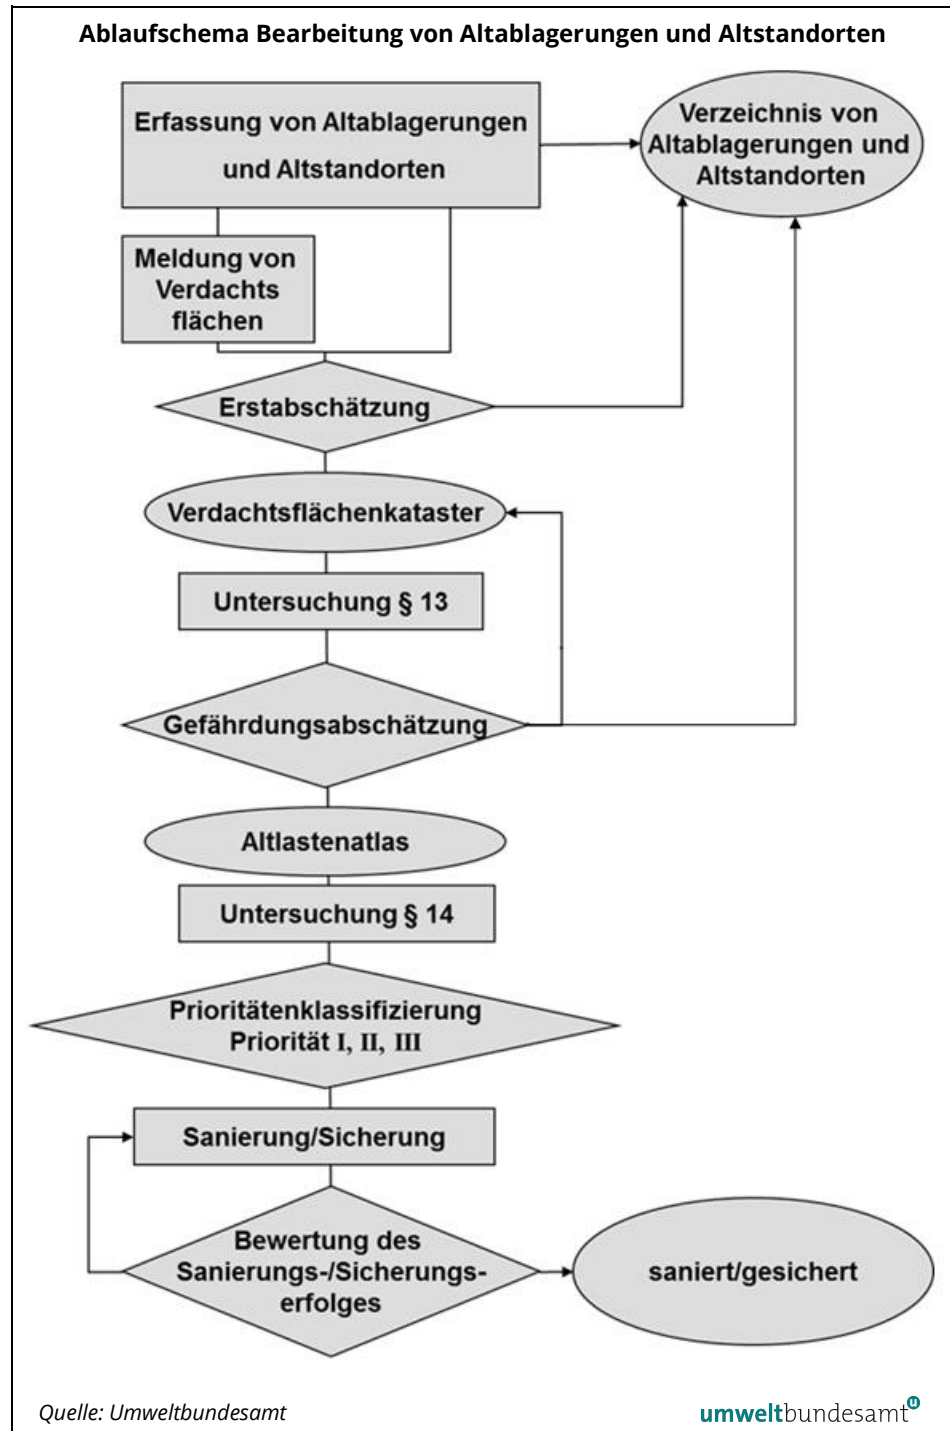 Ablaufschema Bearbeitung von Altablagerungen und Altstandorten
Erfassung von Altablagerungen
und Altstandorten
Verzeichnis von
Altablagerungen und
Altstandorten
Meldung von
Verdachts
flächen
Erstabschätzung
Verdachtsflächenkataster
Untersuchung § 13
Gefährdungsabschätzung
Altlastenatlas
Untersuchung § 14
Prioritätenklassifizierung
Priorität I, II, III
Sanierung/Sicherung
Bewertung des
Sanierungs-/Sicherungs-
erfolges
saniert/gesichert
Quelle: Umweltbundesamt
umweltbundesamt u